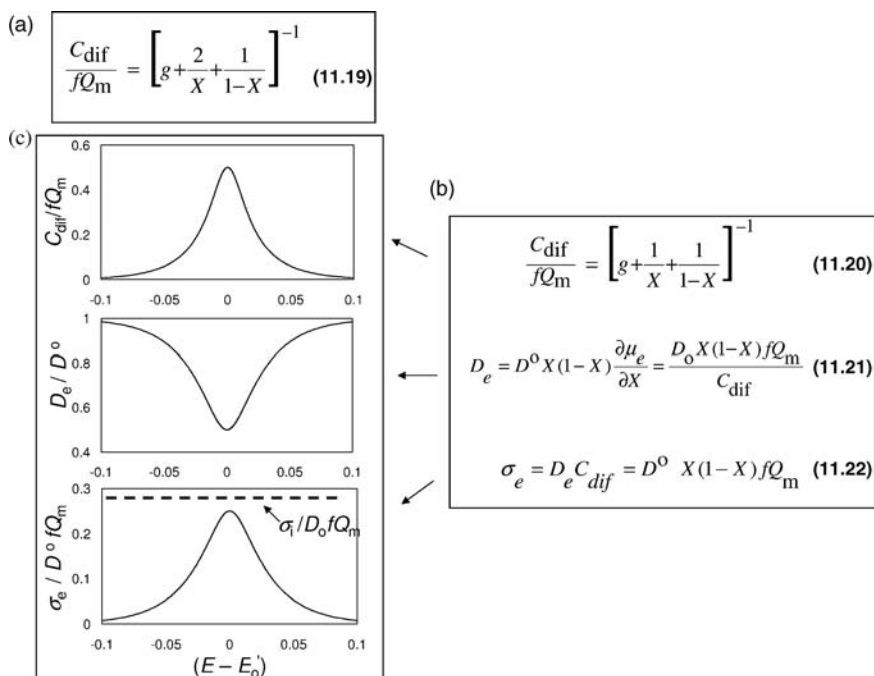 (a)
C_dif / fQ_m = [g + 2/X + 1/(1−X)]^−1 (11.19)
(c)
0.6
0.4
0.2
0
C_dif/fQ_m
-0.1 -0.05 0 0.05 0.1
1
0.8
0.6
0.4
D_e / D°
-0.1 -0.05 0 0.05 0.1
0.3
0.2
0.1
0
σ_e / D° fQ_m
σ_i/D_o fQ_m
-0.1 -0.05 0 0.05 0.1
(E − E_o')
(b)
C_dif / fQ_m = [g + 1/X + 1/(1−X)]^−1 (11.20)
D_e = D^o X(1−X) ∂μ_e/∂X = D_o X(1−X) fQ_m / C_dif (11.21)
σ_e = D_e C_dif = D^o X(1−X) fQ_m (11.22)